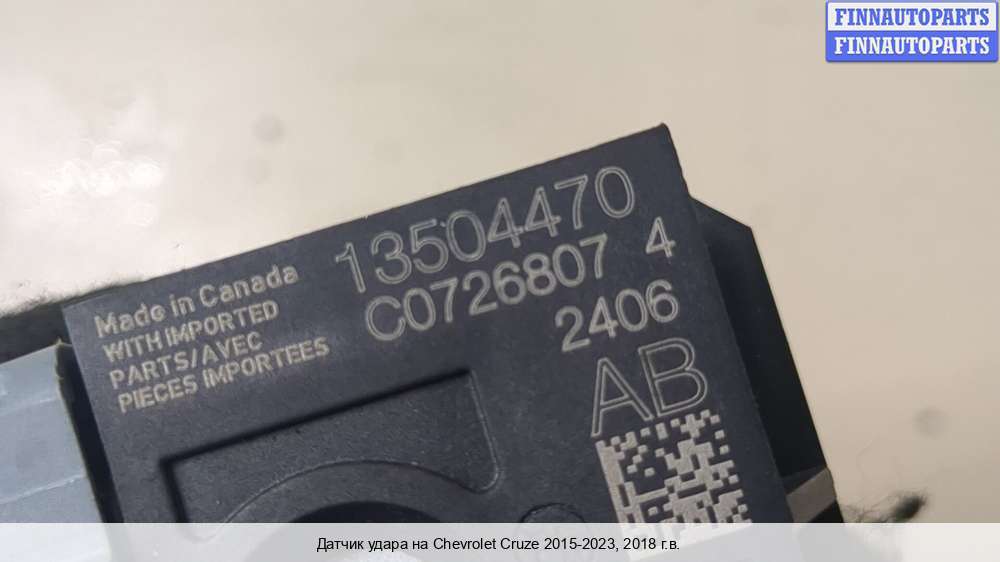 FINNAUTOPARTS
FINNAUTOPARTS
13504470
C0726807 4
2406
AB
Made in Canada
WITH IMPORTED
PARTS/AVEC
PIECES IMPORTEES
Датчик удара на Chevrolet Cruze 2015-2023, 2018 г.в.